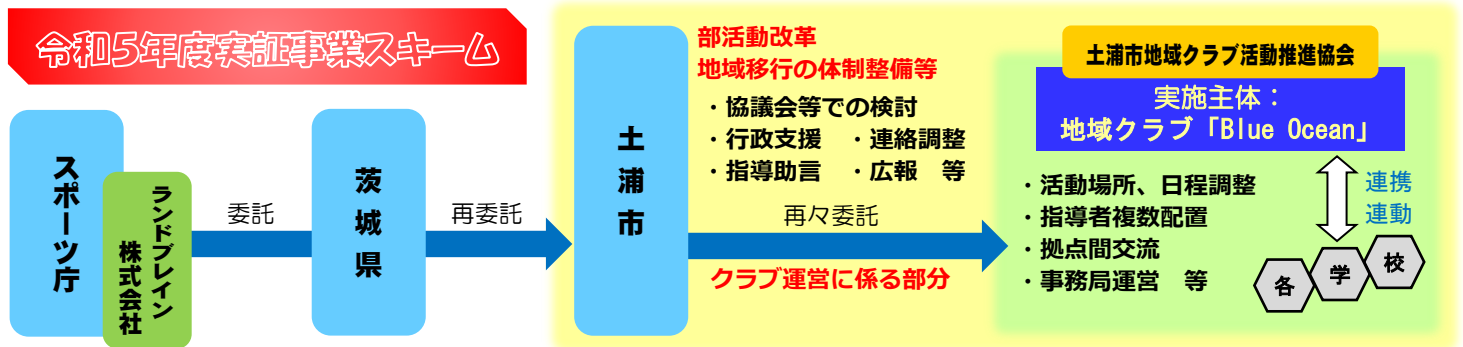 令和5年度実証事業スキーム
スポーツ庁
ランドブレイン
株式会社
委託
茨城県
再委託
土浦市
部活動改革
地域移行の体制整備等
・協議会等での検討
・行政支援　・連絡調整
・指導助言　・広報　等
再々委託
クラブ運営に係る部分
土浦市地域クラブ活動推進協会
実施主体：
地域クラブ「Blue Ocean」
・活動場所、日程調整
・指導者複数配置
・拠点間交流
・事務局運営　等
連携
連動
各学校